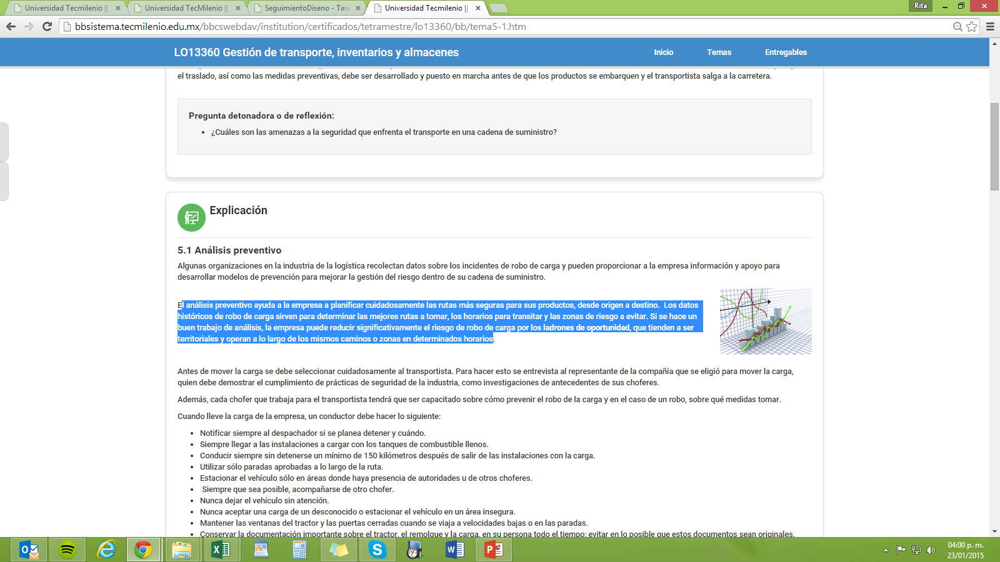 Universidad Tecmilenio ||
Universidad TecMilenio ||
SeguimientoDiseno - Tare
Universidad Tecmilenio ||
Rita
bbsistema.tecmilenio.edu.mx/bbcswebdav/institution/certificados/tetramestre/lo13360/bb/tema5-1.htm
LO13360 Gestión de transporte, inventarios y almacenes
Inicio
Temas
Entregables
el traslado, así como las medidas preventivas, debe ser desarrollado y puesto en marcha antes de que los productos se embarquen y el transportista salga a la carretera.
Pregunta detonadora o de reflexión:
• ¿Cuáles son las amenazas a la seguridad que enfrenta el transporte en una cadena de suministro?
Explicación
5.1 Análisis preventivo
Algunas organizaciones en la industria de la logística recolectan datos sobre los incidentes de robo de carga y pueden proporcionar a la empresa información y apoyo para
desarrollar modelos de prevención para mejorar la gestión del riesgo dentro de su cadena de suministro.
El análisis preventivo ayuda a la empresa a planificar cuidadosamente las rutas más seguras para sus productos, desde origen a destino. Los datos
históricos de robo de carga sirven para determinar las mejores rutas a tomar, los horarios para transitar y las zonas de riesgo a evitar. Si se hace un
buen trabajo de análisis, la empresa puede reducir significativamente el riesgo de robo de carga por los ladrones de oportunidad, que tienden a ser
territoriales y operan a lo largo de los mismos caminos o zonas en determinados horarios.
Antes de mover la carga se debe seleccionar cuidadosamente al transportista. Para hacer esto se entrevista al representante de la compañía que se eligió para mover la carga,
quien debe demostrar el cumplimiento de prácticas de seguridad de la industria, como investigaciones de antecedentes de sus choferes.
Además, cada chofer que trabaja para el transportista tendrá que ser capacitado sobre cómo prevenir el robo de la carga y en el caso de un robo, sobre qué medidas tomar.
Cuando lleve la carga de la empresa, un conductor debe hacer lo siguiente:
• Notificar siempre al despachador si se planea detener y cuándo.
• Siempre llegar a las instalaciones a cargar con los tanques de combustible llenos.
• Conducir siempre sin detenerse un mínimo de 150 kilómetros después de salir de las instalaciones con la carga.
• Utilizar sólo paradas aprobadas a lo largo de la ruta.
• Estacionar el vehículo sólo en áreas donde haya presencia de autoridades u de otros choferes.
• Siempre que sea posible, acompañarse de otro chofer.
• Nunca dejar el vehículo sin atención.
• Nunca aceptar una carga de un desconocido o estacionar el vehículo en un área insegura.
• Mantener las ventanas del tractor y las puertas cerradas cuando se viaja a velocidades bajas o en las paradas.
• Conservar la documentación importante sobre el tractor, el remolque y la carga, en su persona todo el tiempo; evitar en lo posible que estos documentos sean originales.
04:00 p. m.
23/01/2015